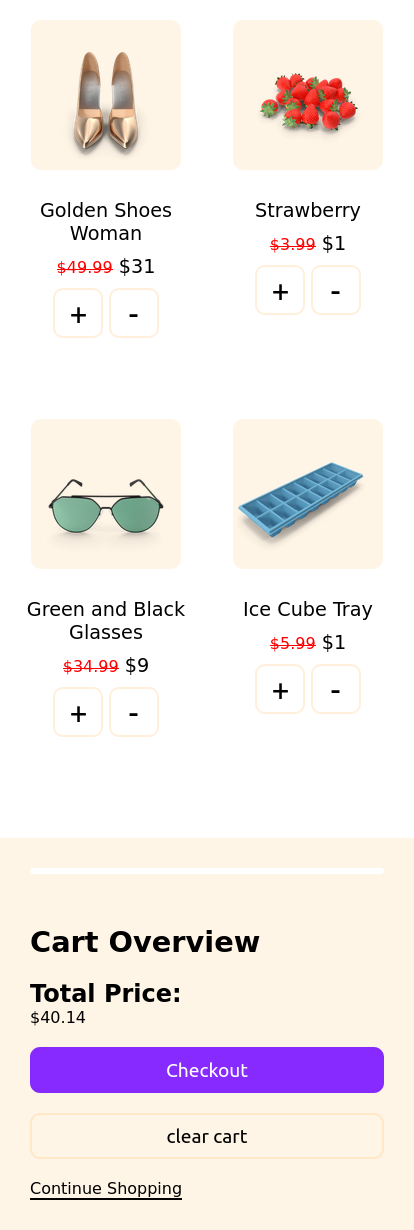 Golden Shoes
Woman
$49.99 $31
+ -
Strawberry
$3.99 $1
+ -
Green and Black
Glasses
$34.99 $9
+ -
Ice Cube Tray
$5.99 $1
+ -
Cart Overview
Total Price:
$40.14
Checkout
clear cart
Continue Shopping